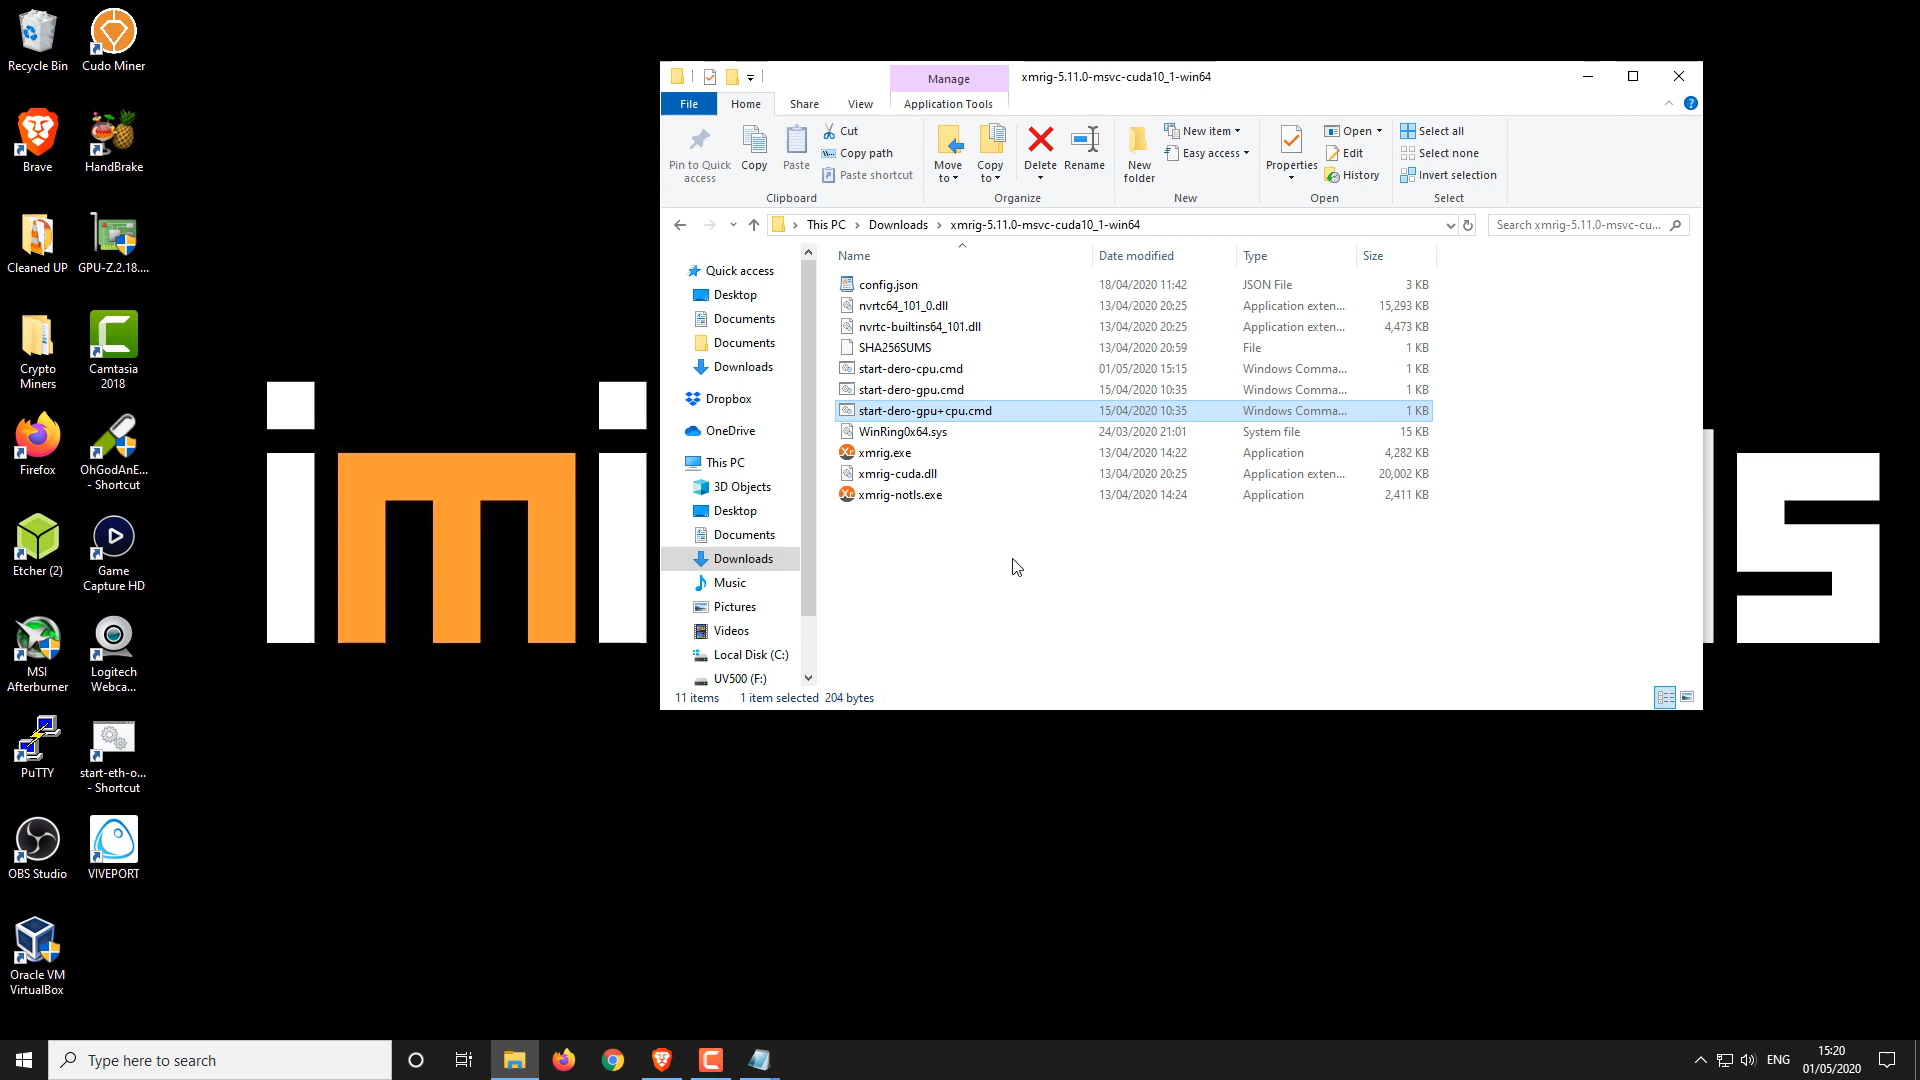 Recycle Bin
Cudo Miner
Brave
HandBrake
Cleaned UP
GPU-Z.2.18....
Crypto
Miners
Camtasia
2018
Firefox
OhGodAnE...
- Shortcut
Etcher (2)
Game
Capture HD
MSI
Afterburner
Logitech
Webca...
PuTTY
start-eth-o...
- Shortcut
OBS Studio
VIVEPORT
Oracle VM
VirtualBox
imi
s
Manage
xmrig-5.11.0-msvc-cuda10_1-win64
File Home Share View Application Tools
Pin to Quick
access
Copy
Paste
Cut
Copy path
Paste shortcut
Clipboard
Move
to
Copy
to
Delete
Rename
Organize
New
folder
New item
Easy access
New
Properties
Open
Edit
History
Open
Select all
Select none
Invert selection
Select
This PC > Downloads > xmrig-5.11.0-msvc-cuda10_1-win64
Search xmrig-5.11.0-msvc-cu...
Quick access
Desktop
Documents
Documents
Downloads
Dropbox
OneDrive
This PC
3D Objects
Desktop
Documents
Downloads
Music
Pictures
Videos
Local Disk (C:)
UV500 (F:)
Name Date modified Type Size
config.json 18/04/2020 11:42 JSON File 3 KB
nvrtc64_101_0.dll 13/04/2020 20:25 Application exten... 15,293 KB
nvrtc-builtins64_101.dll 13/04/2020 20:25 Application exten... 4,473 KB
SHA256SUMS 13/04/2020 20:59 File 1 KB
start-dero-cpu.cmd 01/05/2020 15:15 Windows Comma... 1 KB
start-dero-gpu.cmd 15/04/2020 10:35 Windows Comma... 1 KB
start-dero-gpu+cpu.cmd 15/04/2020 10:35 Windows Comma... 1 KB
WinRing0x64.sys 24/03/2020 21:01 System file 15 KB
xmrig.exe 13/04/2020 14:22 Application 4,282 KB
xmrig-cuda.dll 13/04/2020 20:25 Application exten... 20,002 KB
xmrig-notls.exe 13/04/2020 14:24 Application 2,411 KB
11 items 1 item selected 204 bytes
Type here to search
ENG
15:20
01/05/2020